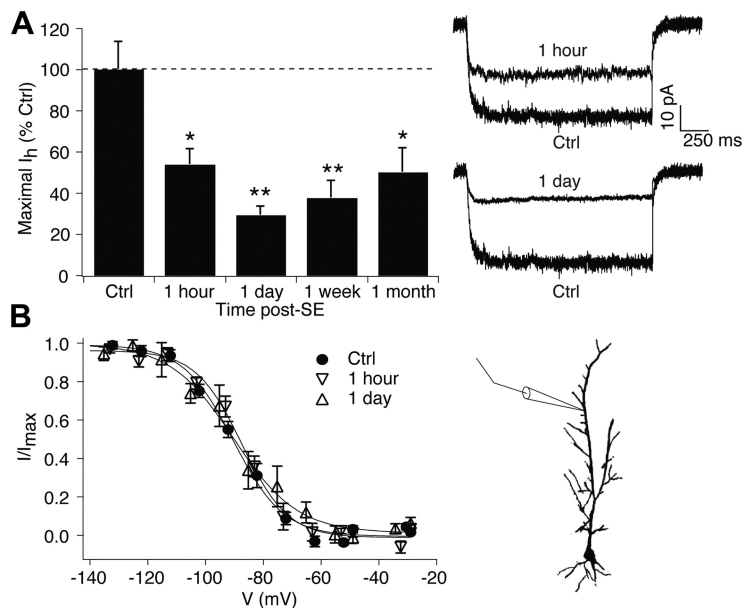 A
120
100
80
60
40
20
0
Maximal Ih (% Ctrl)
*
**
**
*
Ctrl
1 hour
1 day
1 week
1 month
Time post-SE
1 hour
Ctrl
10 pA
250 ms
1 day
Ctrl
B
1.0
0.8
0.6
0.4
0.2
0.0
I/Imax
Ctrl
1 hour
1 day
-140
-120
-100
-80
-60
-40
-20
V (mV)